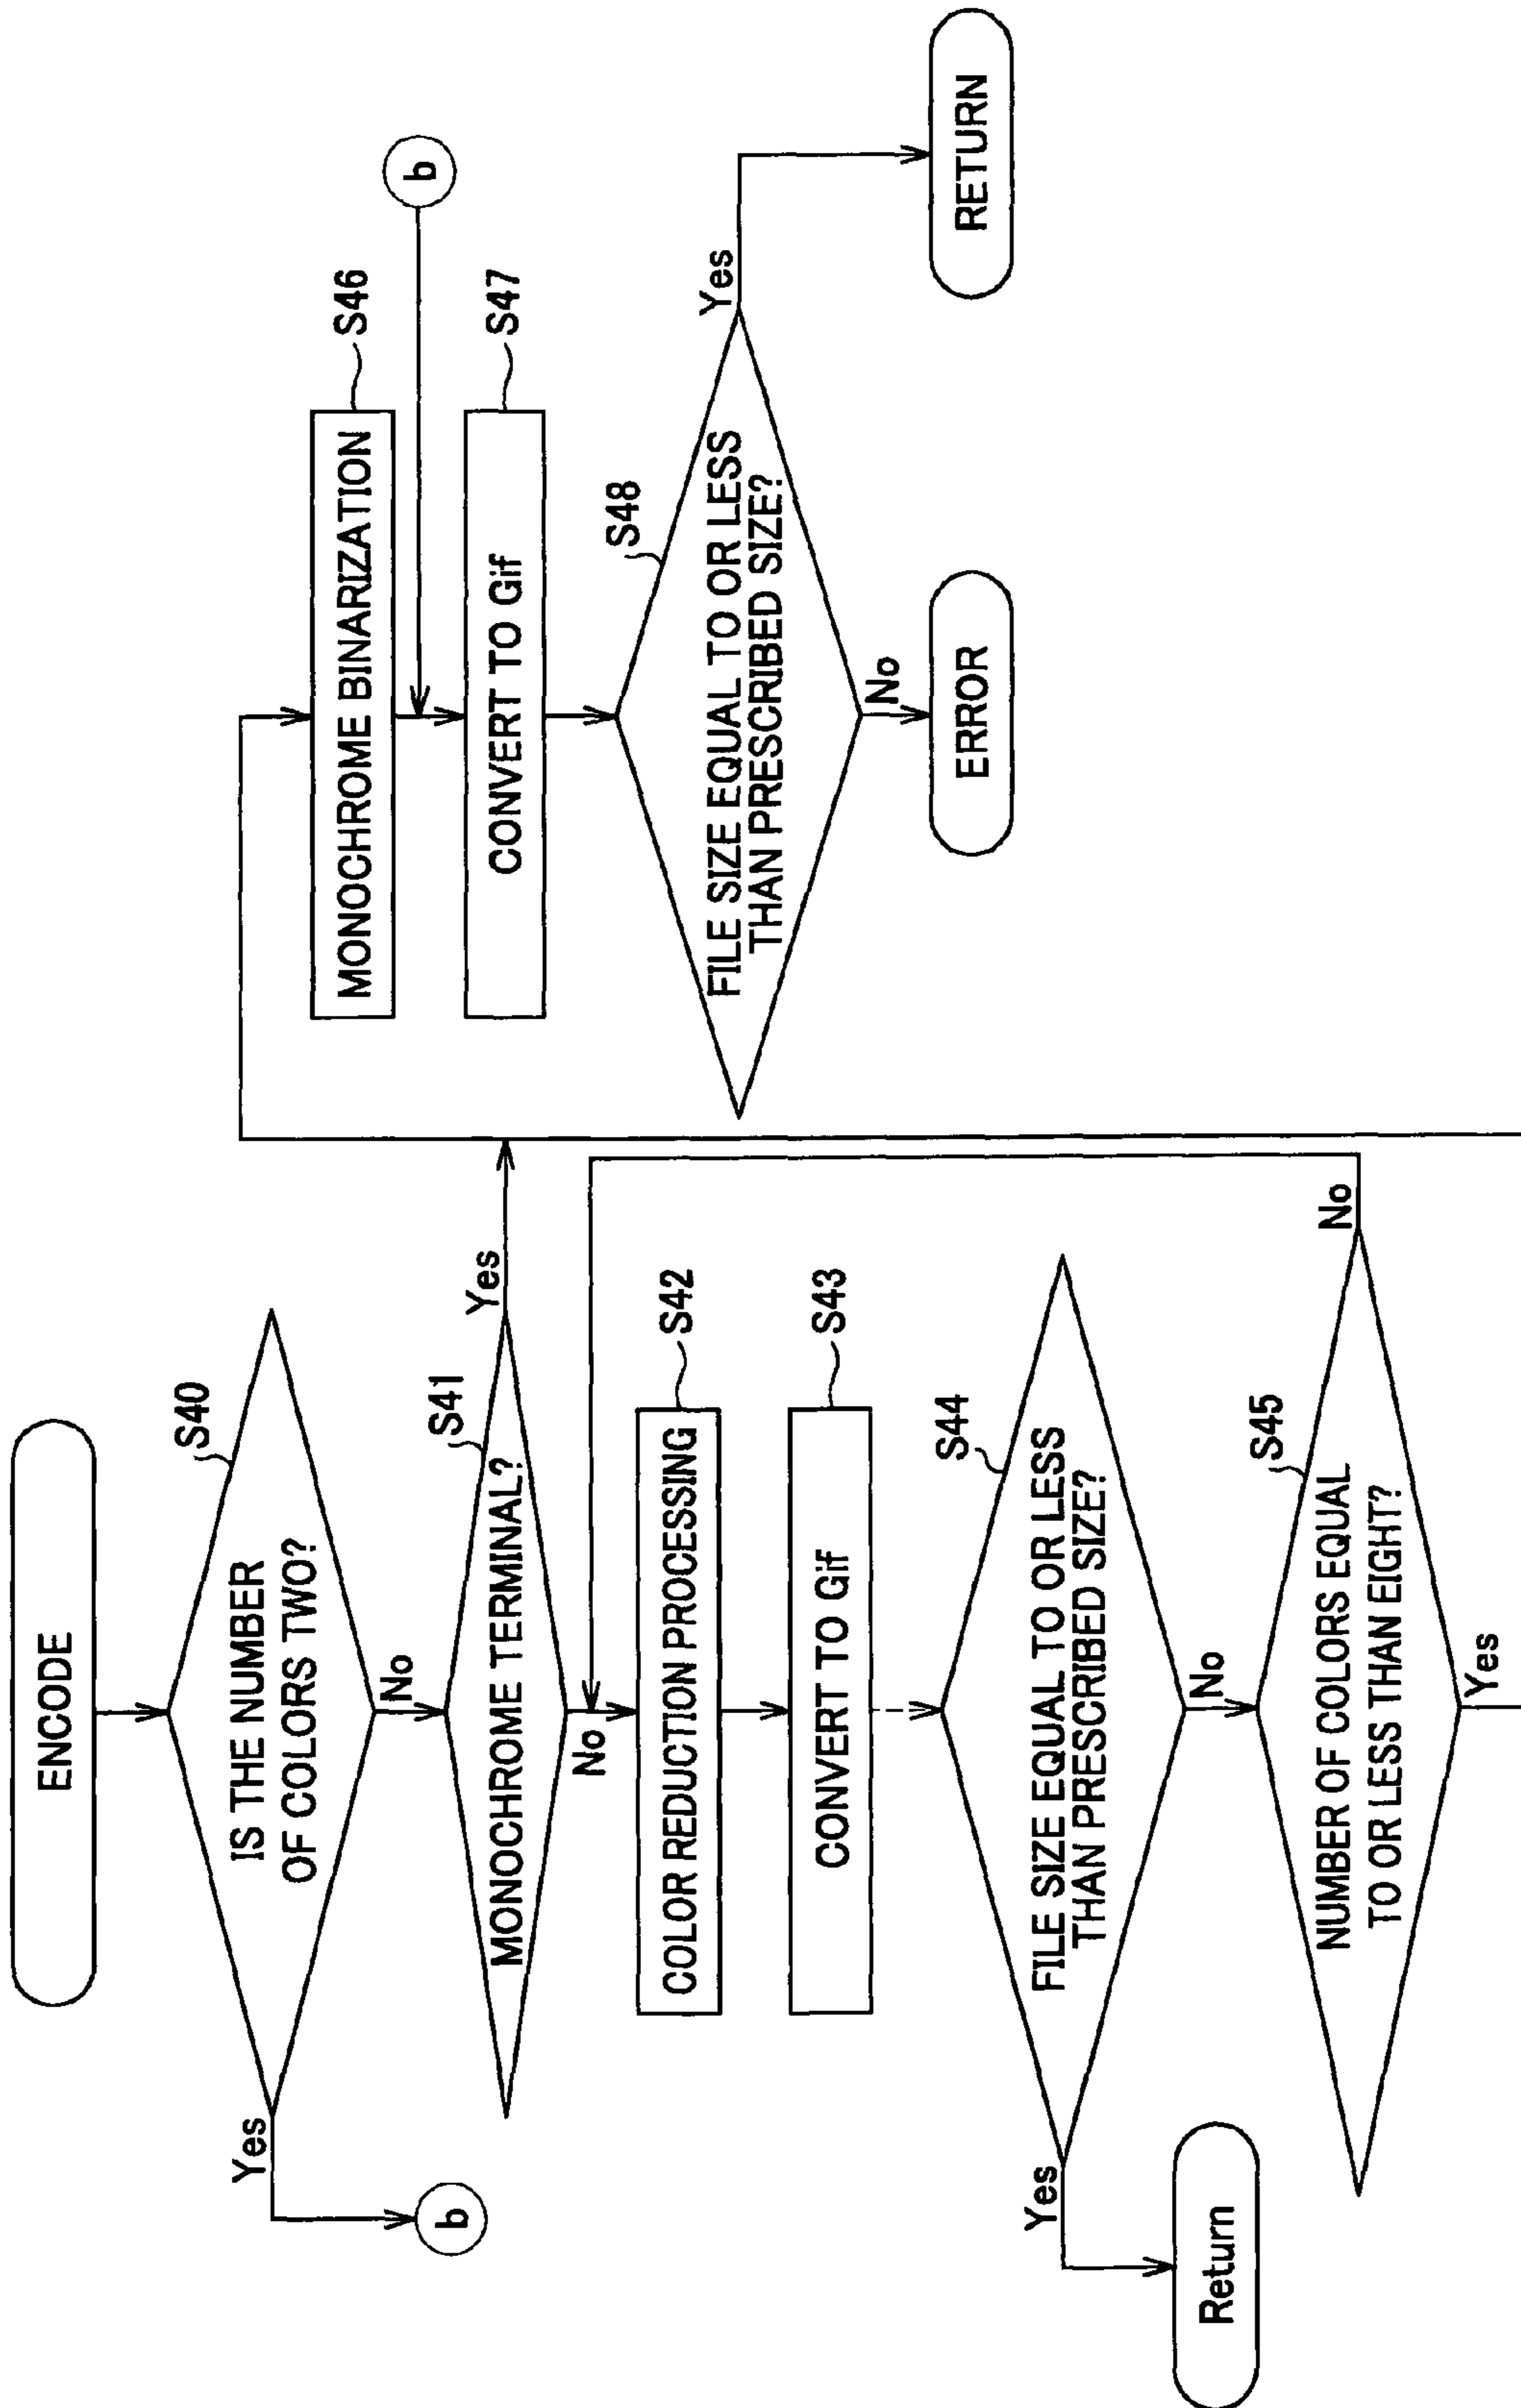 ENCODE
S40
IS THE NUMBER
OF COLORS TWO?
Yes
b
No
S41
MONOCHROME TERMINAL?
Yes
No
S42
COLOR REDUCTION PROCESSING
S43
CONVERT TO Gif
S44
FILE SIZE EQUAL TO OR LESS
THAN PRESCRIBED SIZE?
Yes
Return
No
S45
NUMBER OF COLORS EQUAL
TO OR LESS THAN EIGHT?
No
Yes
S46
MONOCHROME BINARIZATION
b
S47
CONVERT TO Gif
S48
FILE SIZE EQUAL TO OR LESS
THAN PRESCRIBED SIZE?
Yes
RETURN
No
ERROR